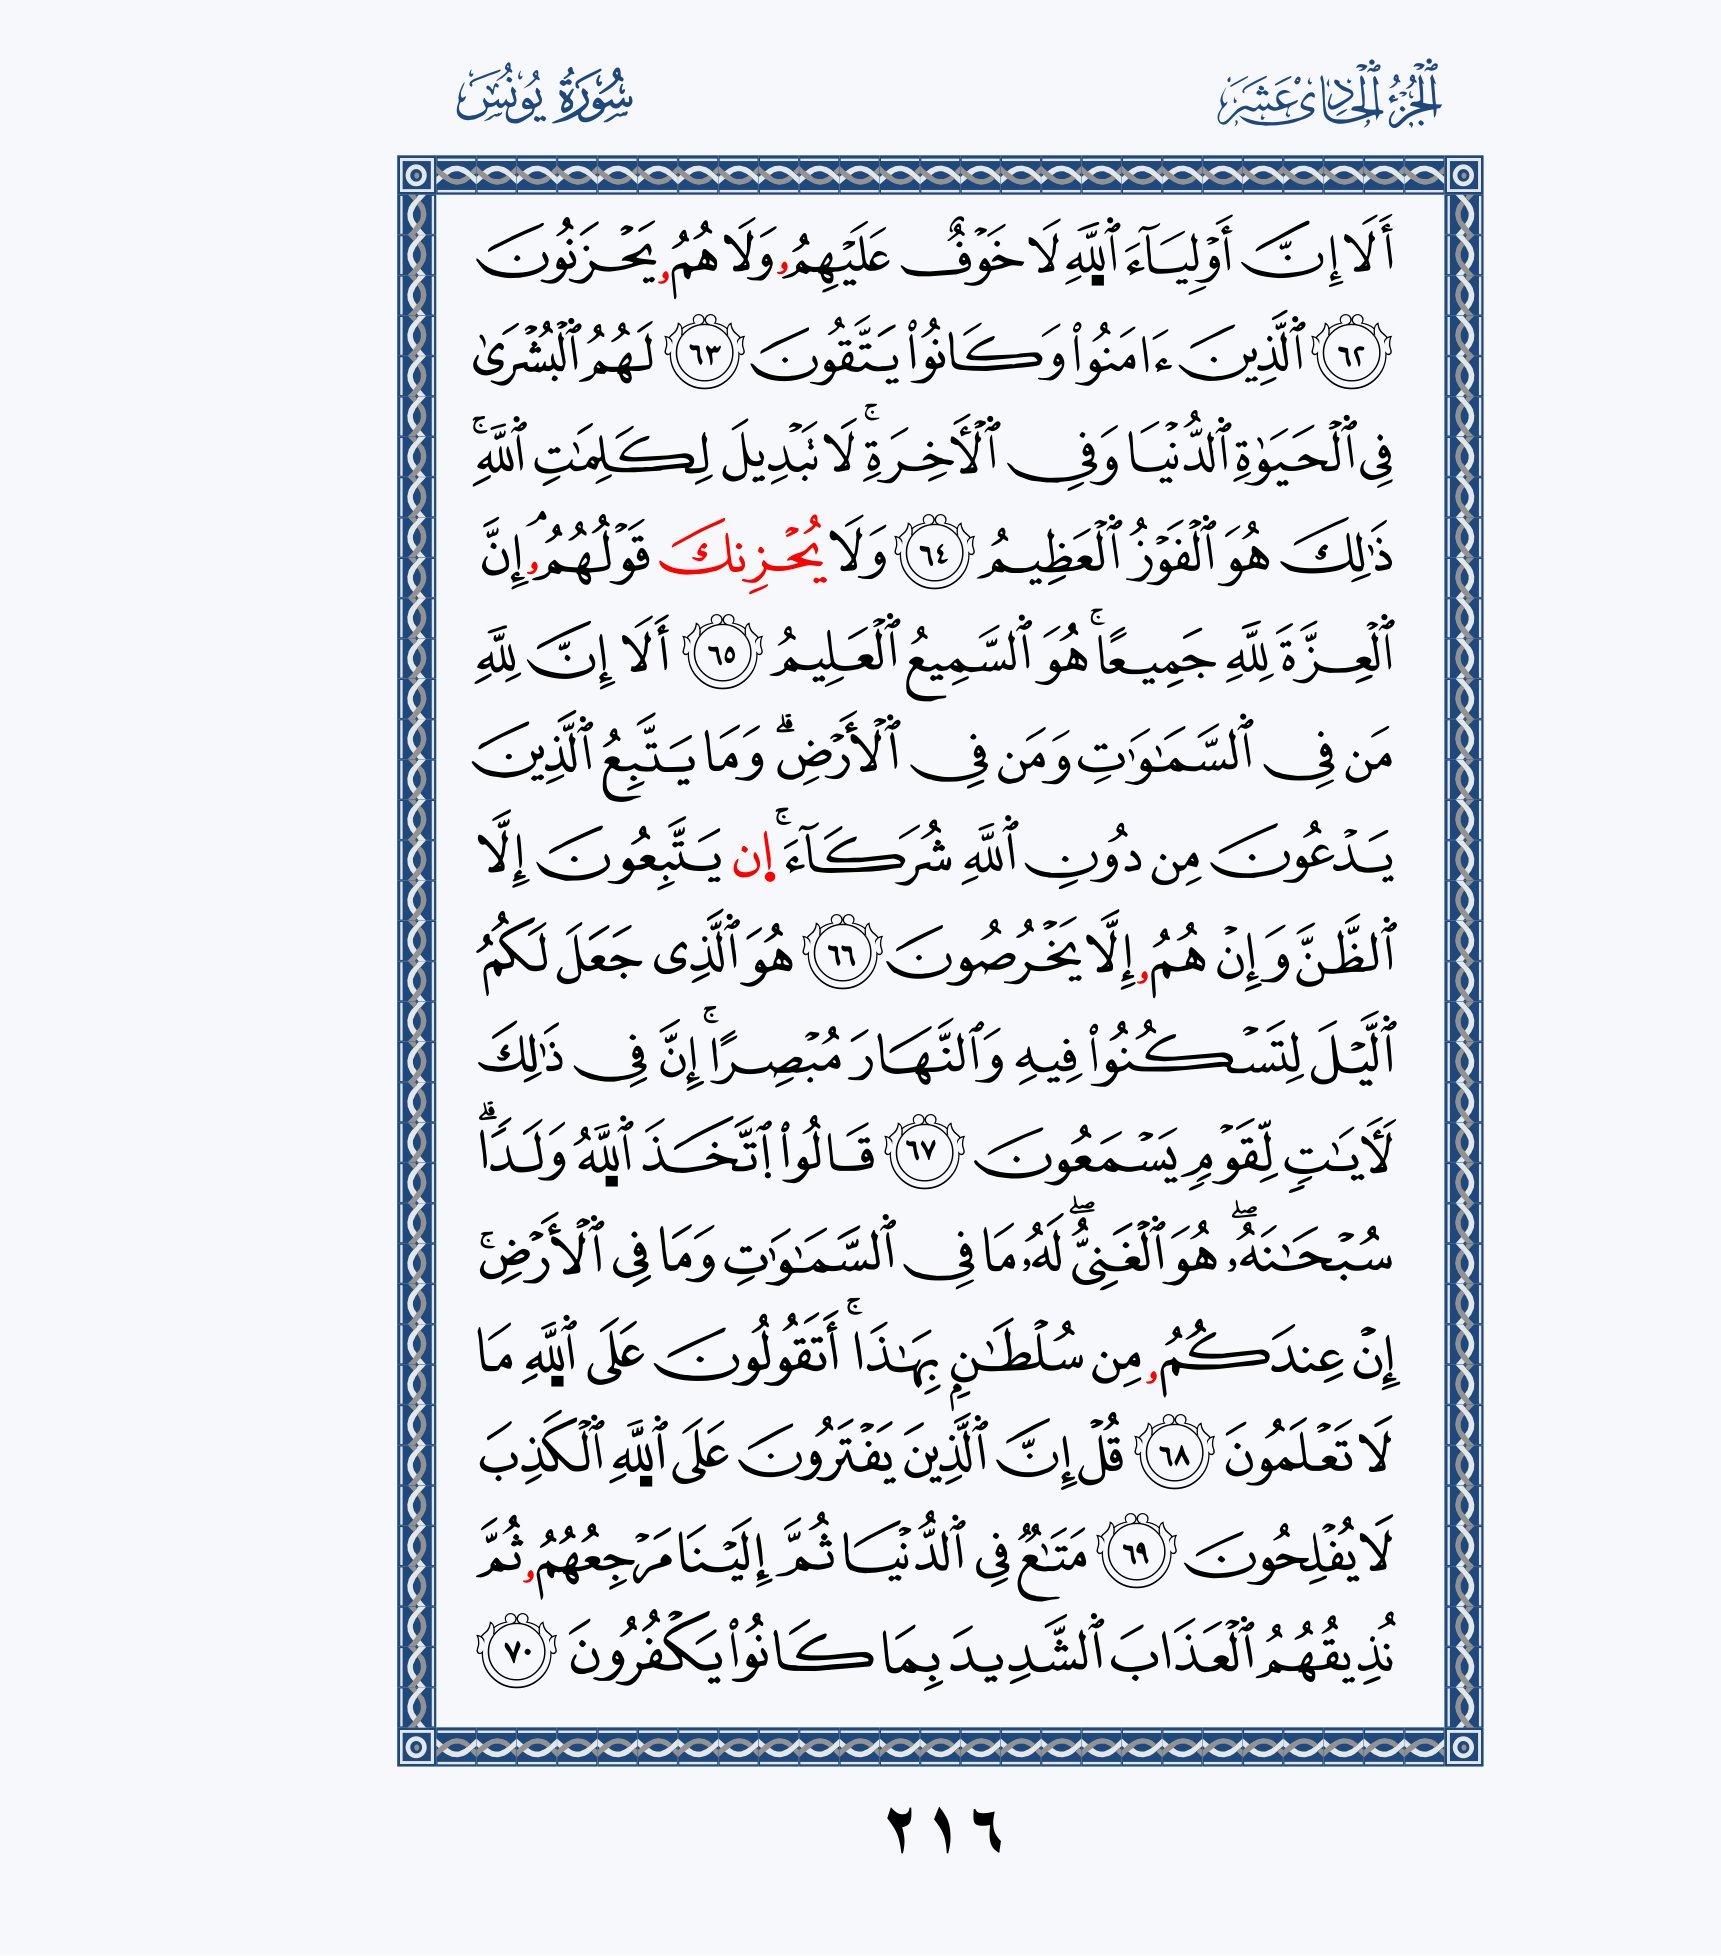 ٱلۡجُزۡءُ ٱلۡحَادِیَ عَشَرَ
سُورَةُ يُونُسَ
أَلَا إِنَّ أَوۡلِيَآءَ ٱللَّهِ لَا خَوۡفٌ عَلَيۡهِمُۥ وَلَا هُمُۥ يَحۡزَنُونَ
٦٢ ٱلَّذِينَ ءَامَنُواْ وَكَانُواْ يَتَّقُونَ ٦٣ لَهُمُ ٱلۡبُشۡرَىٰ
فِى ٱلۡحَيَوٰةِ ٱلدُّنۡيَا وَفِى ٱلۡأَخِرَةِۚ لَا تَبۡدِيلَ لِكَلِمَٰتِ ٱللَّهِۚ
ذَٰلِكَ هُوَ ٱلۡفَوۡزُ ٱلۡعَظِيمُ ٦٤ وَلَا يُحۡزِنكَ قَوۡلُهُمُۥۘ إِنَّ
ٱلۡعِزَّةَ لِلَّهِ جَمِيعًاۚ هُوَ ٱلسَّمِيعُ ٱلۡعَلِيمُ ٦٥ أَلَا إِنَّ لِلَّهِ
مَن فِى ٱلسَّمَٰوَٰتِ وَمَن فِى ٱلۡأَرۡضِۗ وَمَا يَتَّبِعُ ٱلَّذِينَ
يَدۡعُونَ مِن دُونِ ٱللَّهِ شُرَكَآءَۚ إن يَتَّبِعُونَ إِلَّا
ٱلظَّنَّ وَإِنۡ هُمُۥ إِلَّا يَخۡرُصُونَ ٦٦ هُوَ ٱلَّذِى جَعَلَ لَكُمُ
ٱلَّيۡلَ لِتَسۡكُنُواْ فِيهِ وَٱلنَّهَارَ مُبۡصِرًاۚ إِنَّ فِى ذَٰلِكَ
لَأٓيَٰتٍ لِّقَوۡمٍ يَسۡمَعُونَ ٦٧ قَالُواْ ٱتَّخَذَ ٱللَّهُ وَلَدًاۗ
سُبۡحَٰنَهُۥۖ هُوَ ٱلۡغَنِىُّۖ لَهُۥ مَا فِى ٱلسَّمَٰوَٰتِ وَمَا فِى ٱلۡأَرۡضِۚ
إِنۡ عِندَكُمُۥ مِن سُلۡطَٰنِۭ بِهَٰذَاۚ أَتَقُولُونَ عَلَى ٱللَّهِ مَا
لَا تَعۡلَمُونَ ٦٨ قُلۡ إِنَّ ٱلَّذِينَ يَفۡتَرُونَ عَلَى ٱللَّهِ ٱلۡكَذِبَ
لَا يُفۡلِحُونَ ٦٩ مَتَٰعٌ فِى ٱلدُّنۡيَا ثُمَّ إِلَيۡنَا مَرۡجِعُهُمُۥ ثُمَّ
نُذِيقُهُمُ ٱلۡعَذَابَ ٱلشَّدِيدَ بِمَا كَانُواْ يَكۡفُرُونَ ٧٠
٢١٦